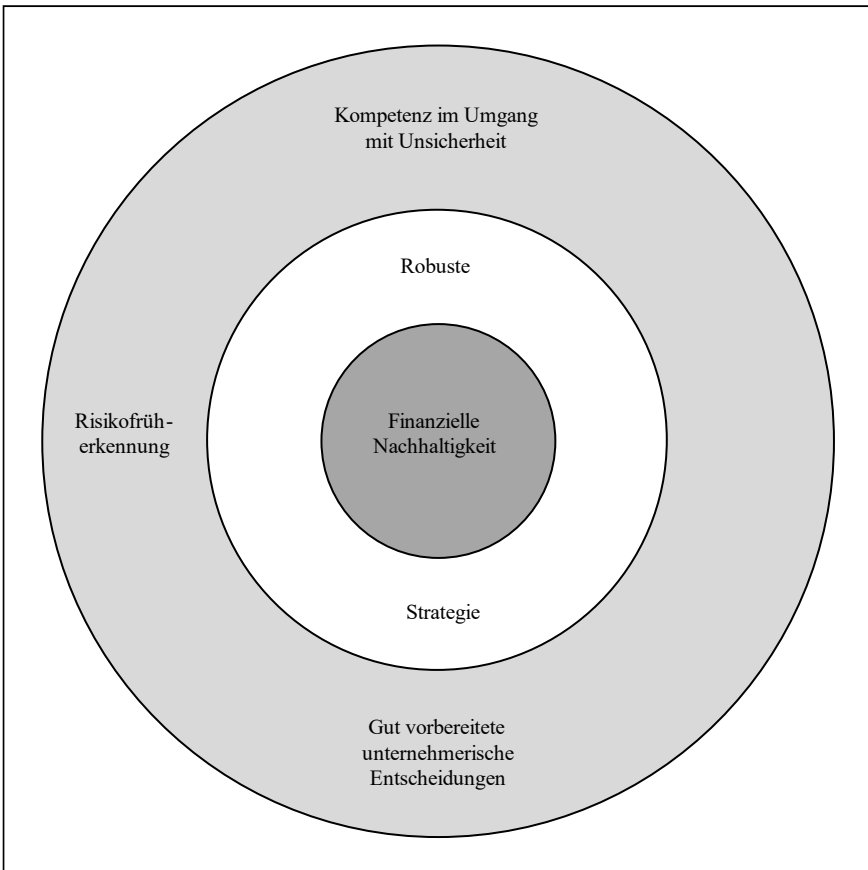 Kompetenz im Umgang
mit Unsicherheit
Robuste
Risikofrüh-
erkennung
Finanzielle
Nachhaltigkeit
Strategie
Gut vorbereitete
unternehmerische
Entscheidungen